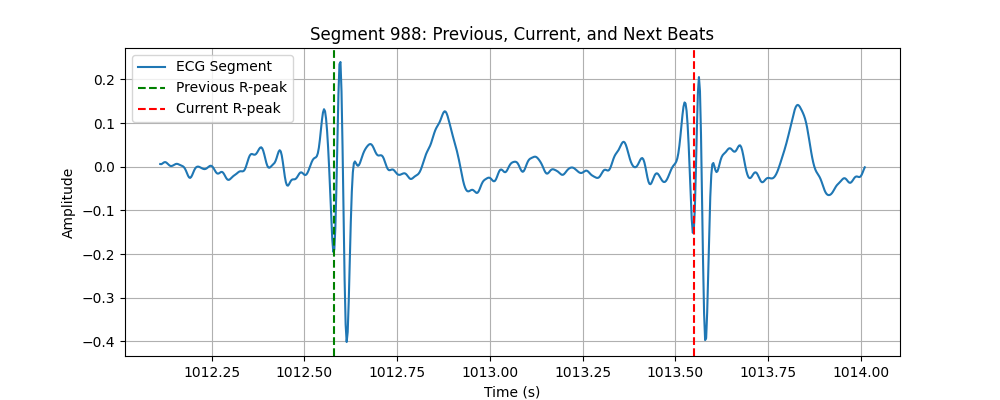 Segment 988: Previous, Current, and Next Beats
ECG Segment
Previous R-peak
Current R-peak
0.2
0.1
0.0
−0.1
−0.2
−0.3
−0.4
Amplitude
1012.25 1012.50 1012.75 1013.00 1013.25 1013.50 1013.75 1014.00
Time (s)